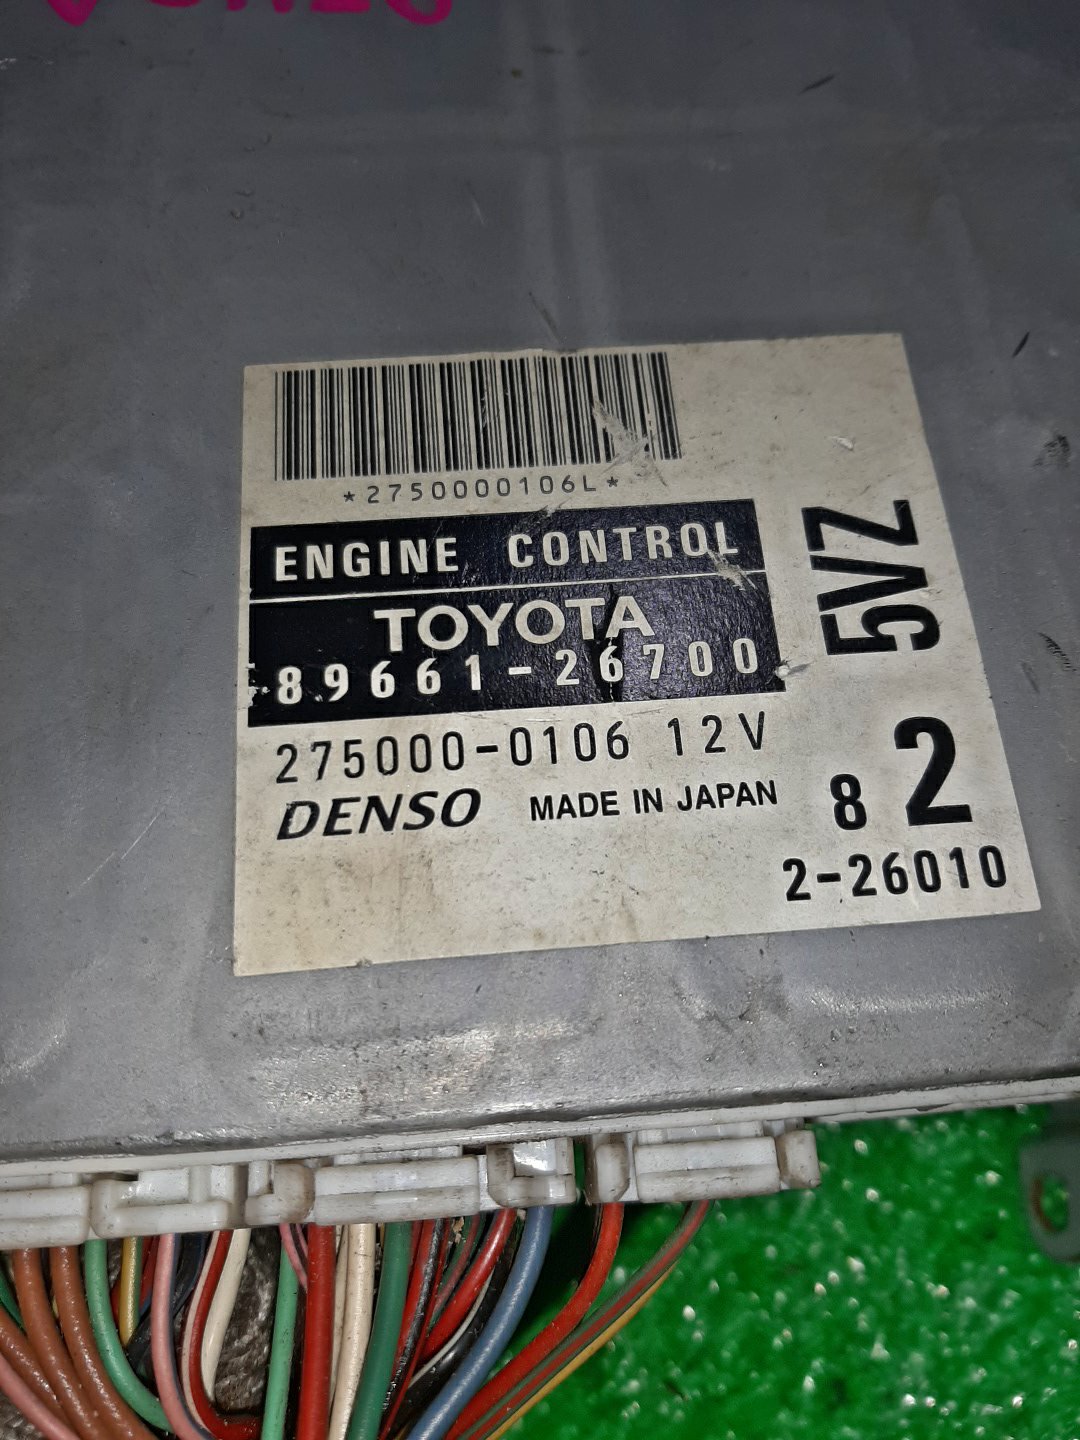 *2750000106L*
ENGINE CONTROL
TOYOTA
89661-26700
275000-0106 12V
DENSO MADE IN JAPAN
5VZ
8 2
2-26010